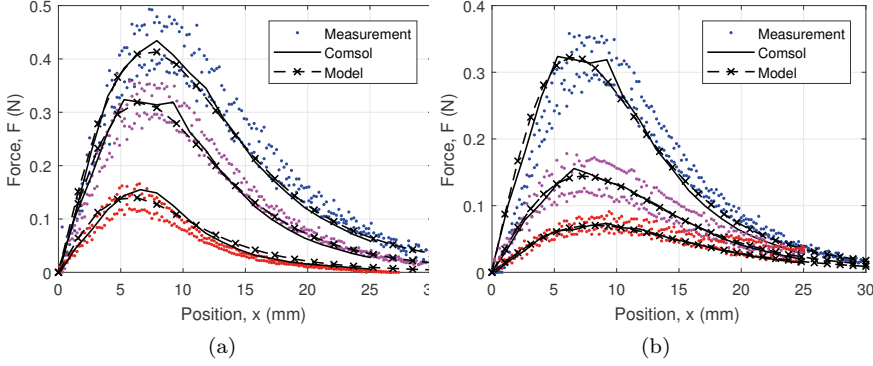 0.5
0.4
0.3
0.2
0.1
0
Force, F (N)
Measurement
Comsol
Model
0 5 10 15 20 25 30
Position, x (mm)
(a)
0.4
0.3
0.2
0.1
0
Force, F (N)
Measurement
Comsol
Model
0 5 10 15 20 25 30
Position, x (mm)
(b)